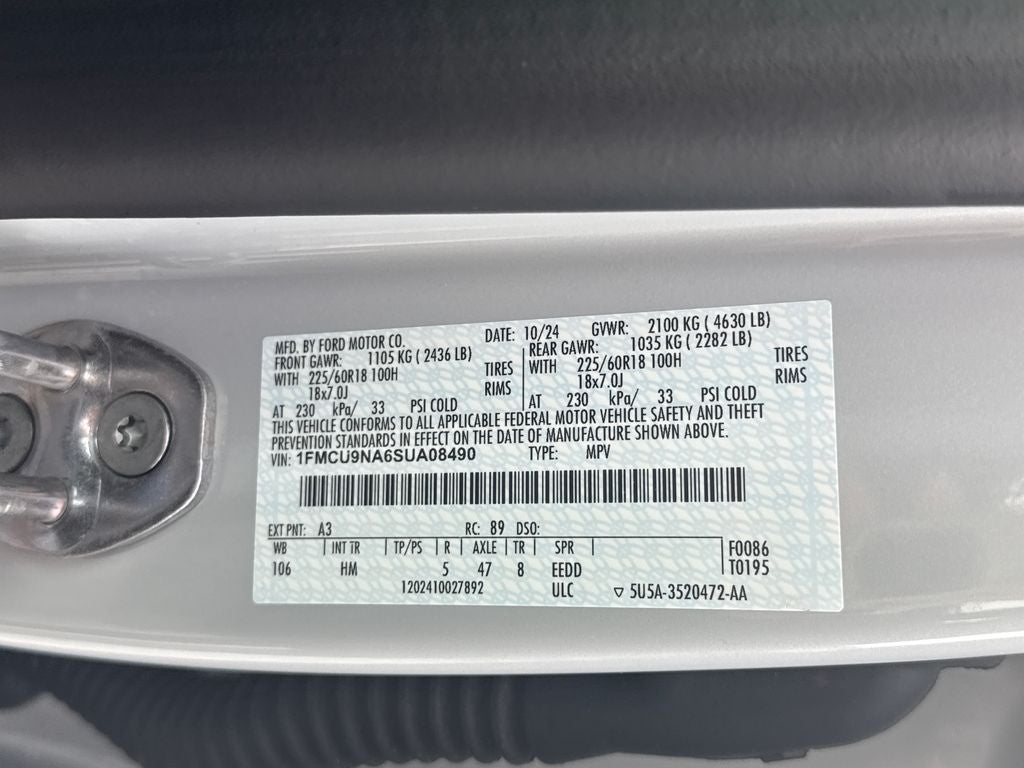 MFD. BY FORD MOTOR CO. DATE: 10/24 GVWR: 2100 KG ( 4630 LB)
FRONT GAWR: 1105 KG ( 2436 LB) REAR GAWR: 1035 KG ( 2282 LB)
WITH 225/60R18 100H TIRES WITH 225/60R18 100H TIRES
18x7.0J RIMS 18x7.0J RIMS
AT 230 kPa/ 33 PSI COLD AT 230 kPa/ 33 PSI COLD
THIS VEHICLE CONFORMS TO ALL APPLICABLE FEDERAL MOTOR VEHICLE SAFETY AND THEFT
PREVENTION STANDARDS IN EFFECT ON THE DATE OF MANUFACTURE SHOWN ABOVE.
VIN: 1FMCU9NA6SUA08490 TYPE: MPV
EXT PNT: A3 RC: 89 DSO:
WB INT TR TP/PS R AXLE TR SPR F0086
106 HM 5 47 8 EEDD T0195
1202410027892 ULC ▽ 5U5A-3520472-AA